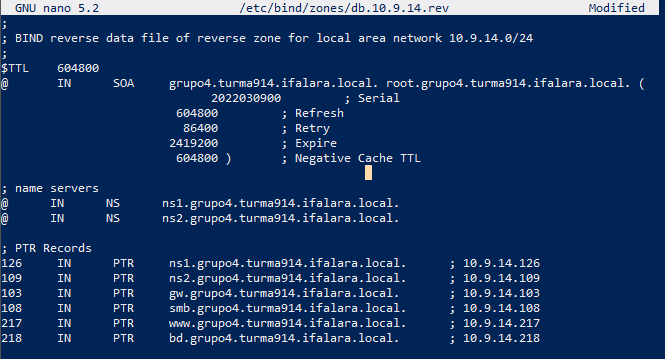 GNU nano 5.2 /etc/bind/zones/db.10.9.14.rev Modified
;
; BIND reverse data file of reverse zone for local area network 10.9.14.0/24
;
$TTL 604800
@ IN SOA grupo4.turma914.ifalara.local. root.grupo4.turma914.ifalara.local. (
2022030900 ; Serial
604800 ; Refresh
86400 ; Retry
2419200 ; Expire
604800 ) ; Negative Cache TTL
; name servers
@ IN NS ns1.grupo4.turma914.ifalara.local.
@ IN NS ns2.grupo4.turma914.ifalara.local.
; PTR Records
126 IN PTR ns1.grupo4.turma914.ifalara.local. ; 10.9.14.126
109 IN PTR ns2.grupo4.turma914.ifalara.local. ; 10.9.14.109
103 IN PTR gw.grupo4.turma914.ifalara.local. ; 10.9.14.103
108 IN PTR smb.grupo4.turma914.ifalara.local. ; 10.9.14.108
217 IN PTR www.grupo4.turma914.ifalara.local. ; 10.9.14.217
218 IN PTR bd.grupo4.turma914.ifalara.local. ; 10.9.14.218